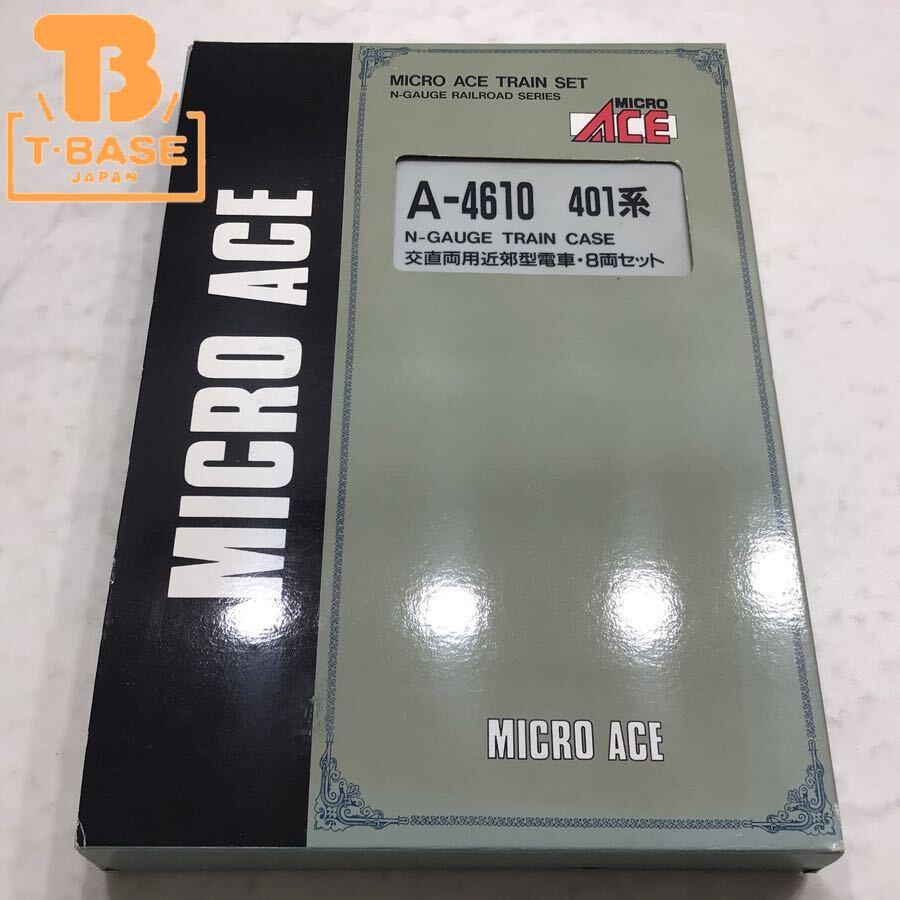 B
T·BASE
JAPAN
MICRO ACE
MICRO ACE TRAIN SET
N-GAUGE RAILROAD SERIES
MICRO
ACE
A-4610 401系
N-GAUGE TRAIN CASE
交直両用近郊型電車・8両セット
MICRO ACE